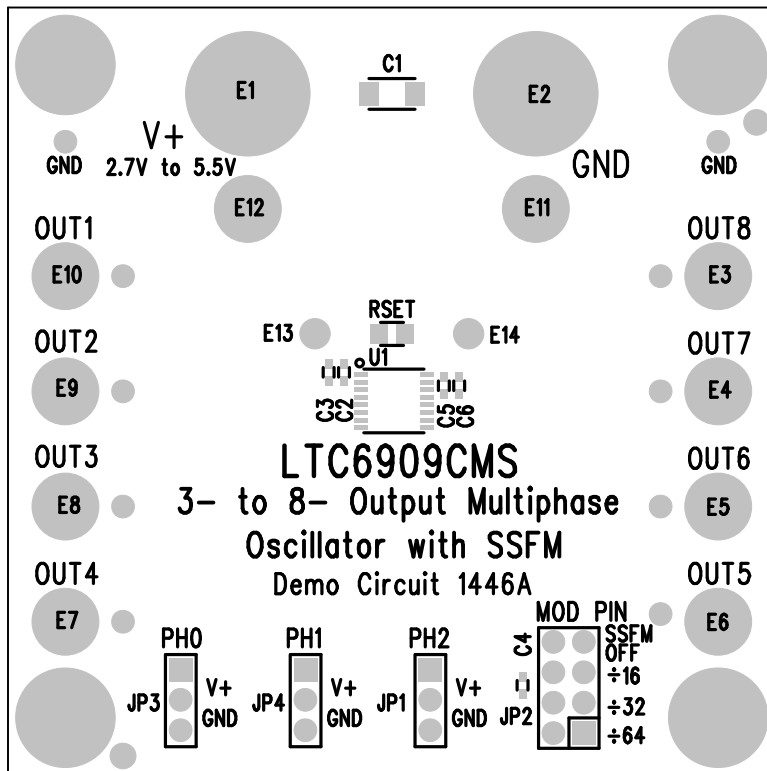 C1
E1
E2
V+
2.7V to 5.5V
GND
GND
GND
E12
E11
OUT1
OUT8
E10
E3
RSET
E13
E14
U1
OUT2
OUT7
E9
E4
C3
C2
C5
C6
LTC6909CMS
3- to 8- Output Multiphase
Oscillator with SSFM
Demo Circuit 1446A
OUT3
OUT6
E8
E5
OUT4
OUT5
E7
E6
PH0
JP3
V+
GND
PH1
JP4
V+
GND
PH2
JP1
V+
GND
MOD PIN
C4
JP2
SSFM
OFF
÷16
÷32
÷64